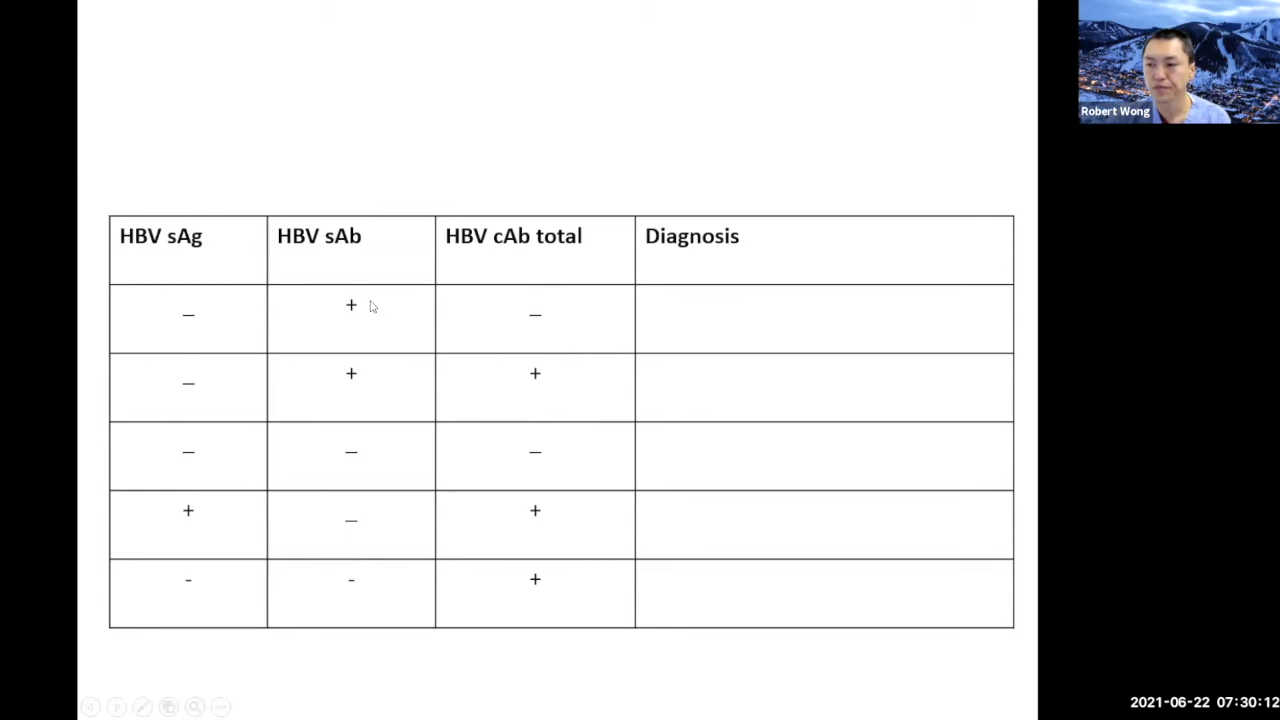 Robert Wong
HBV sAg HBV sAb HBV cAb total Diagnosis
– + –
– + +
– – –
+ – +
- - +
2021-06-22 07:30:12